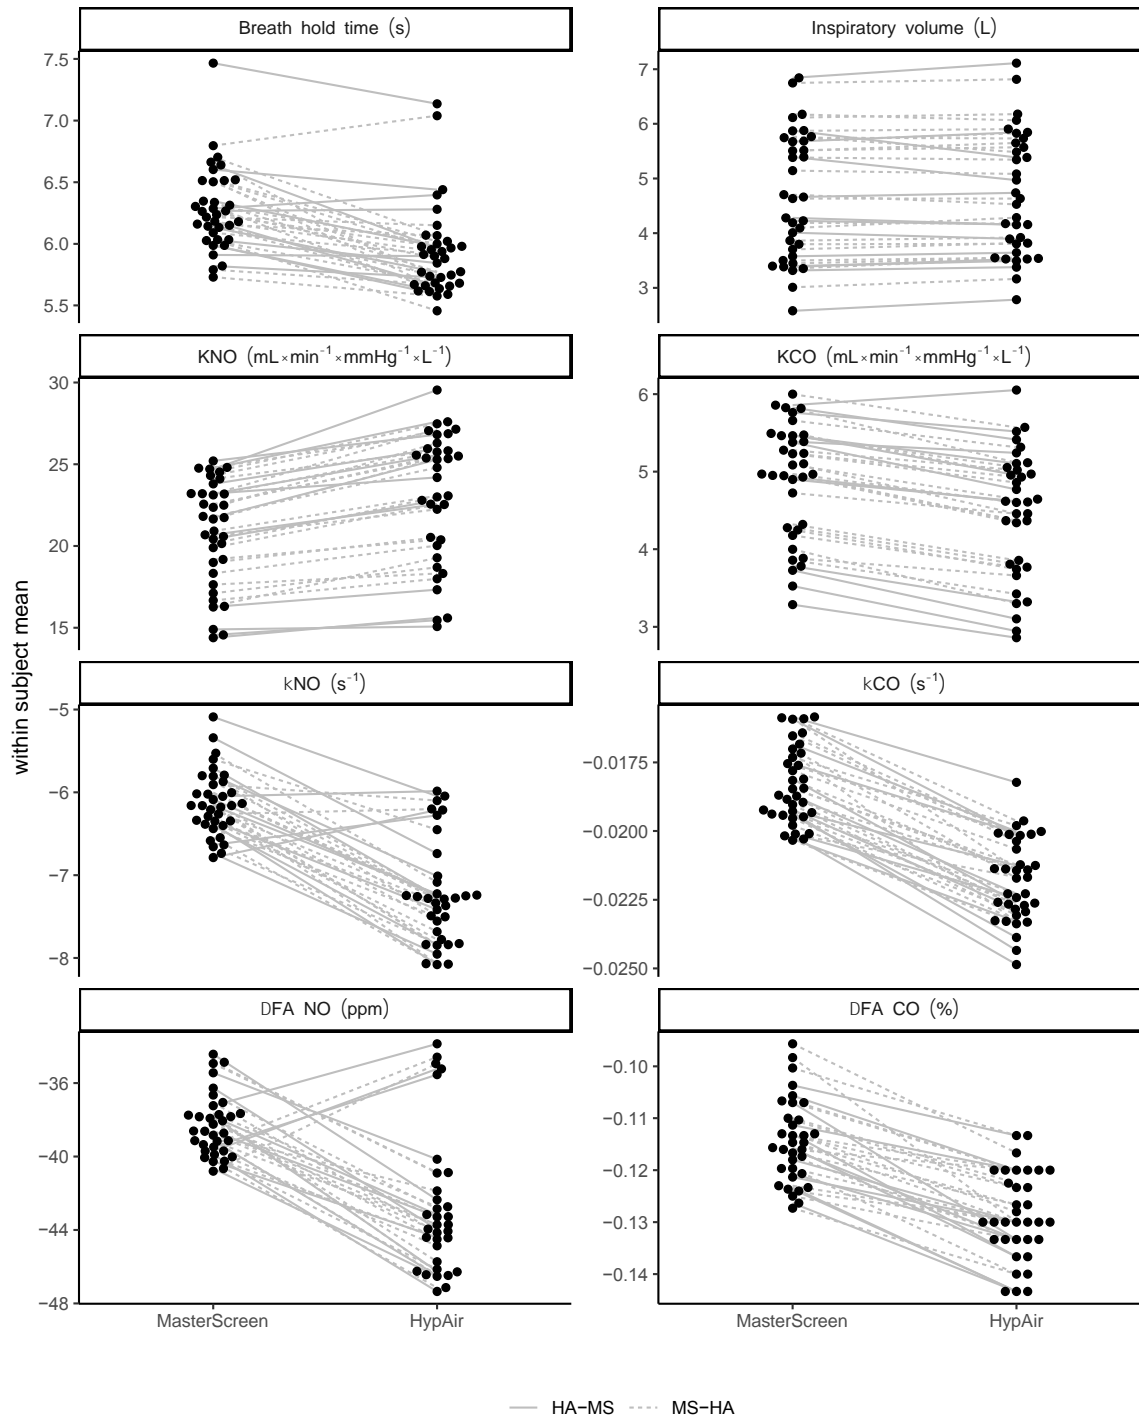 Breath hold time (s)
Inspiratory volume (L)
7.5
7.0
6.5
6.0
5.5
7
6
5
4
3
KNO (mL×min⁻¹×mmHg⁻¹×L⁻¹)
KCO (mL×min⁻¹×mmHg⁻¹×L⁻¹)
30
25
20
15
6
5
4
3
within subject mean
kNO (s⁻¹)
kCO (s⁻¹)
−5
−6
−7
−8
−0.0175
−0.0200
−0.0225
−0.0250
DFA NO (ppm)
DFA CO (%)
−36
−40
−44
−48
−0.10
−0.11
−0.12
−0.13
−0.14
MasterScreen HypAir
MasterScreen HypAir
HA−MS MS−HA